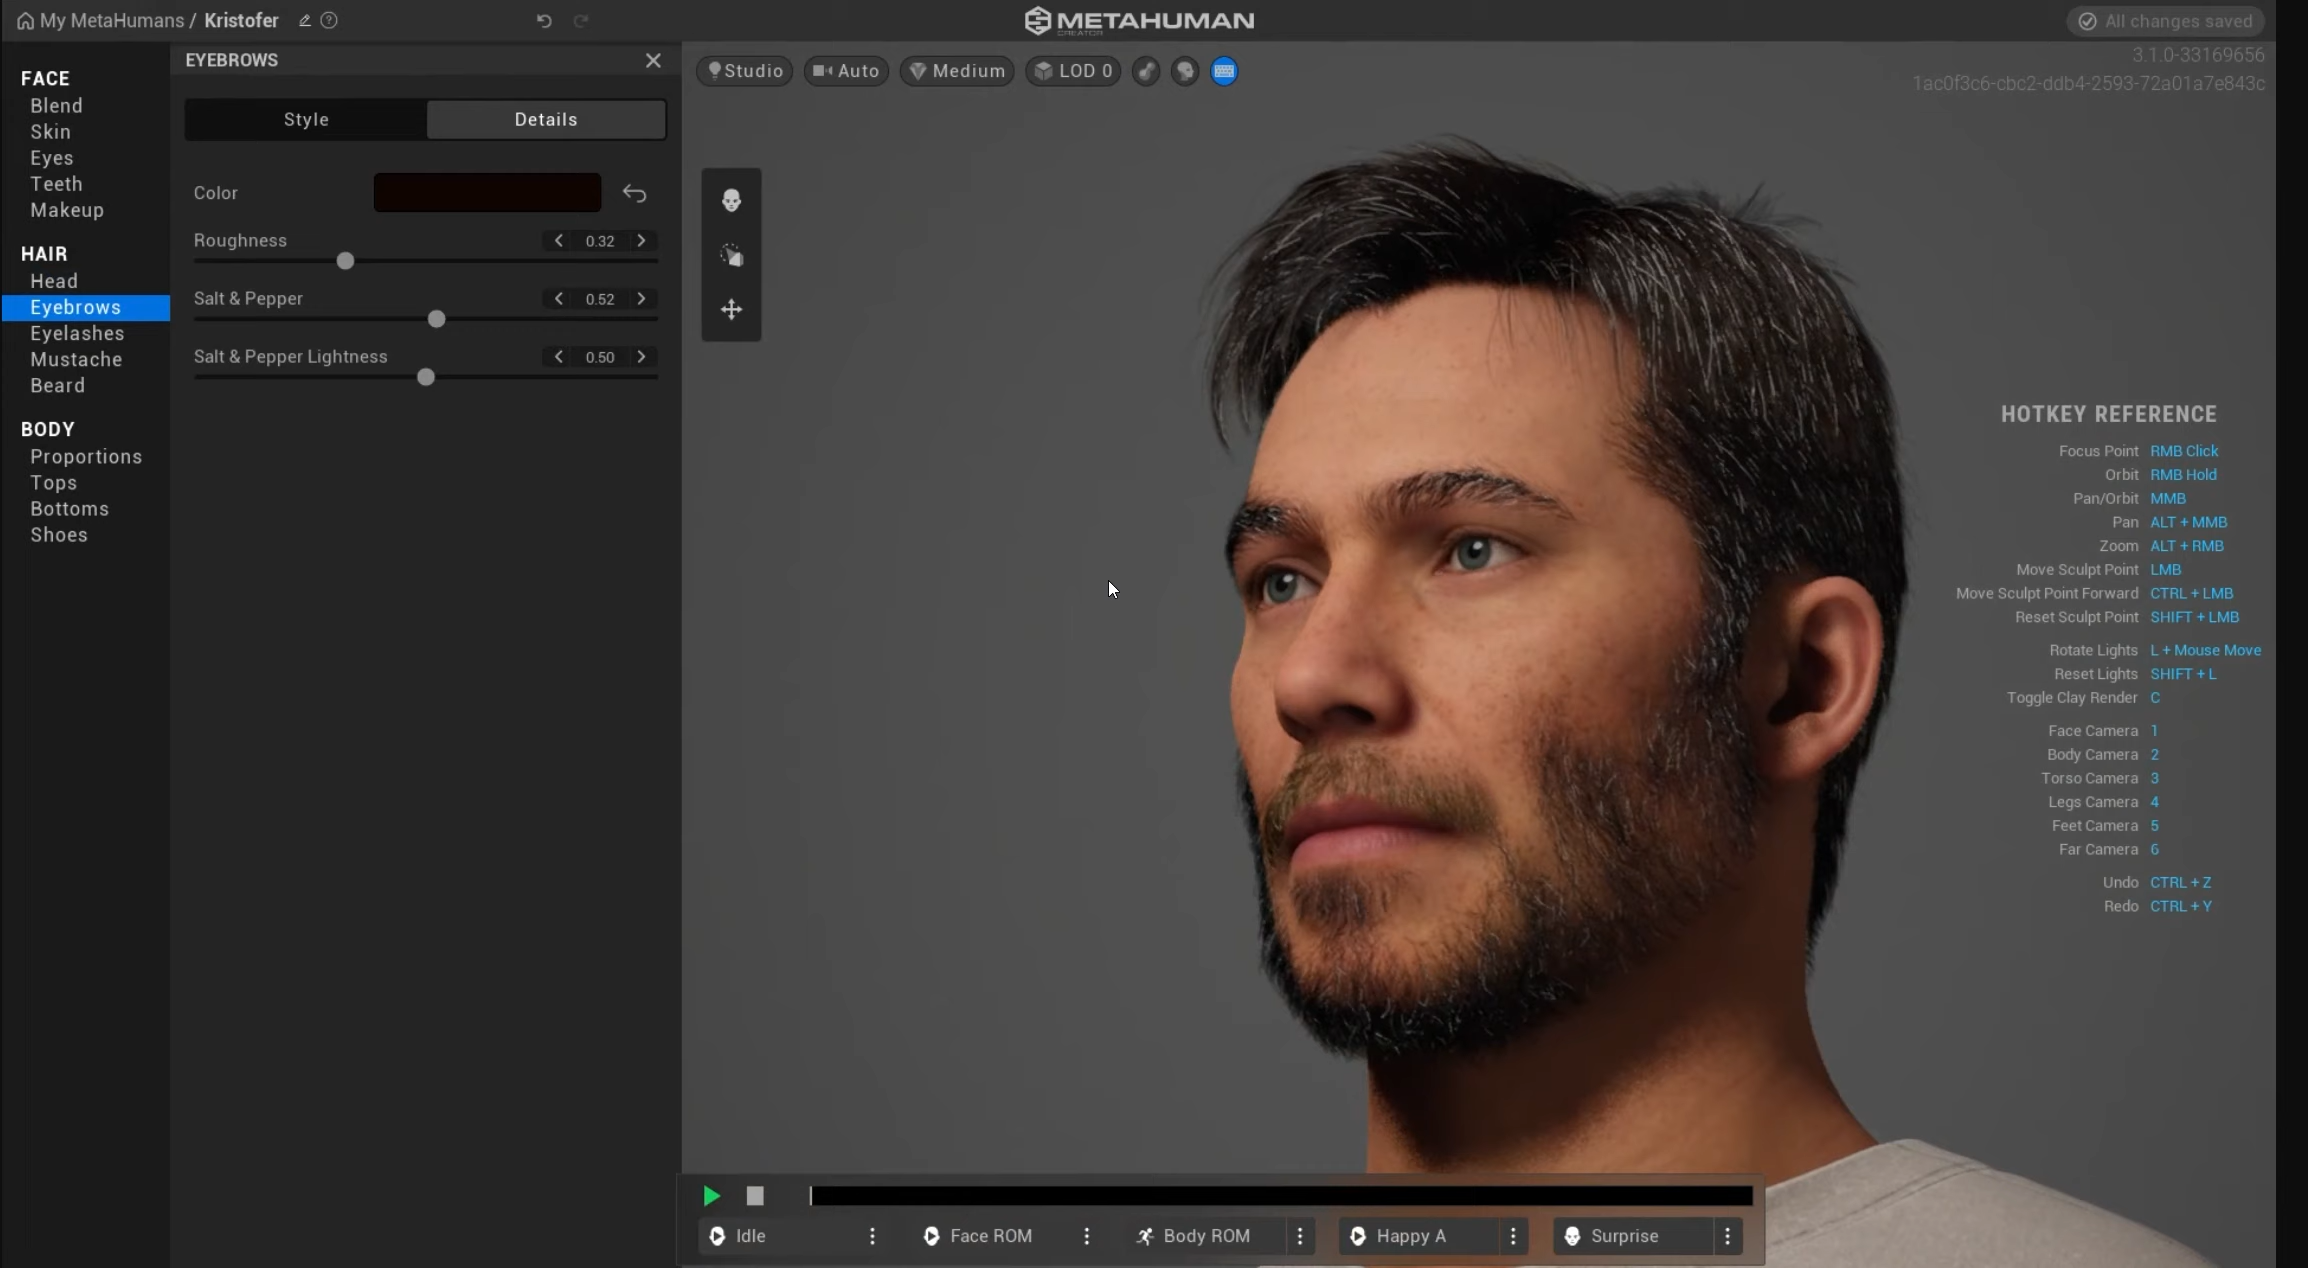 My MetaHumans / Kristofer
METAHUMAN
CREATOR
All changes saved
3.1.0-33169656
1ac0f3c6-cbc2-ddb4-2593-72a01a7e843c
FACE
Blend
Skin
Eyes
Teeth
Makeup
HAIR
Head
Eyebrows
Eyelashes
Mustache
Beard
BODY
Proportions
Tops
Bottoms
Shoes
EYEBROWS
Style Details
Color
Roughness 0.32
Salt & Pepper 0.52
Salt & Pepper Lightness 0.50
Studio Auto Medium LOD 0
HOTKEY REFERENCE
Focus Point RMB Click
Orbit RMB Hold
Pan/Orbit MMB
Pan ALT + MMB
Zoom ALT + RMB
Move Sculpt Point LMB
Move Sculpt Point Forward CTRL + LMB
Reset Sculpt Point SHIFT + LMB
Rotate Lights L + Mouse Move
Reset Lights SHIFT + L
Toggle Clay Render C
Face Camera 1
Body Camera 2
Torso Camera 3
Legs Camera 4
Feet Camera 5
Far Camera 6
Undo CTRL + Z
Redo CTRL + Y
Idle Face ROM Body ROM Happy A Surprise